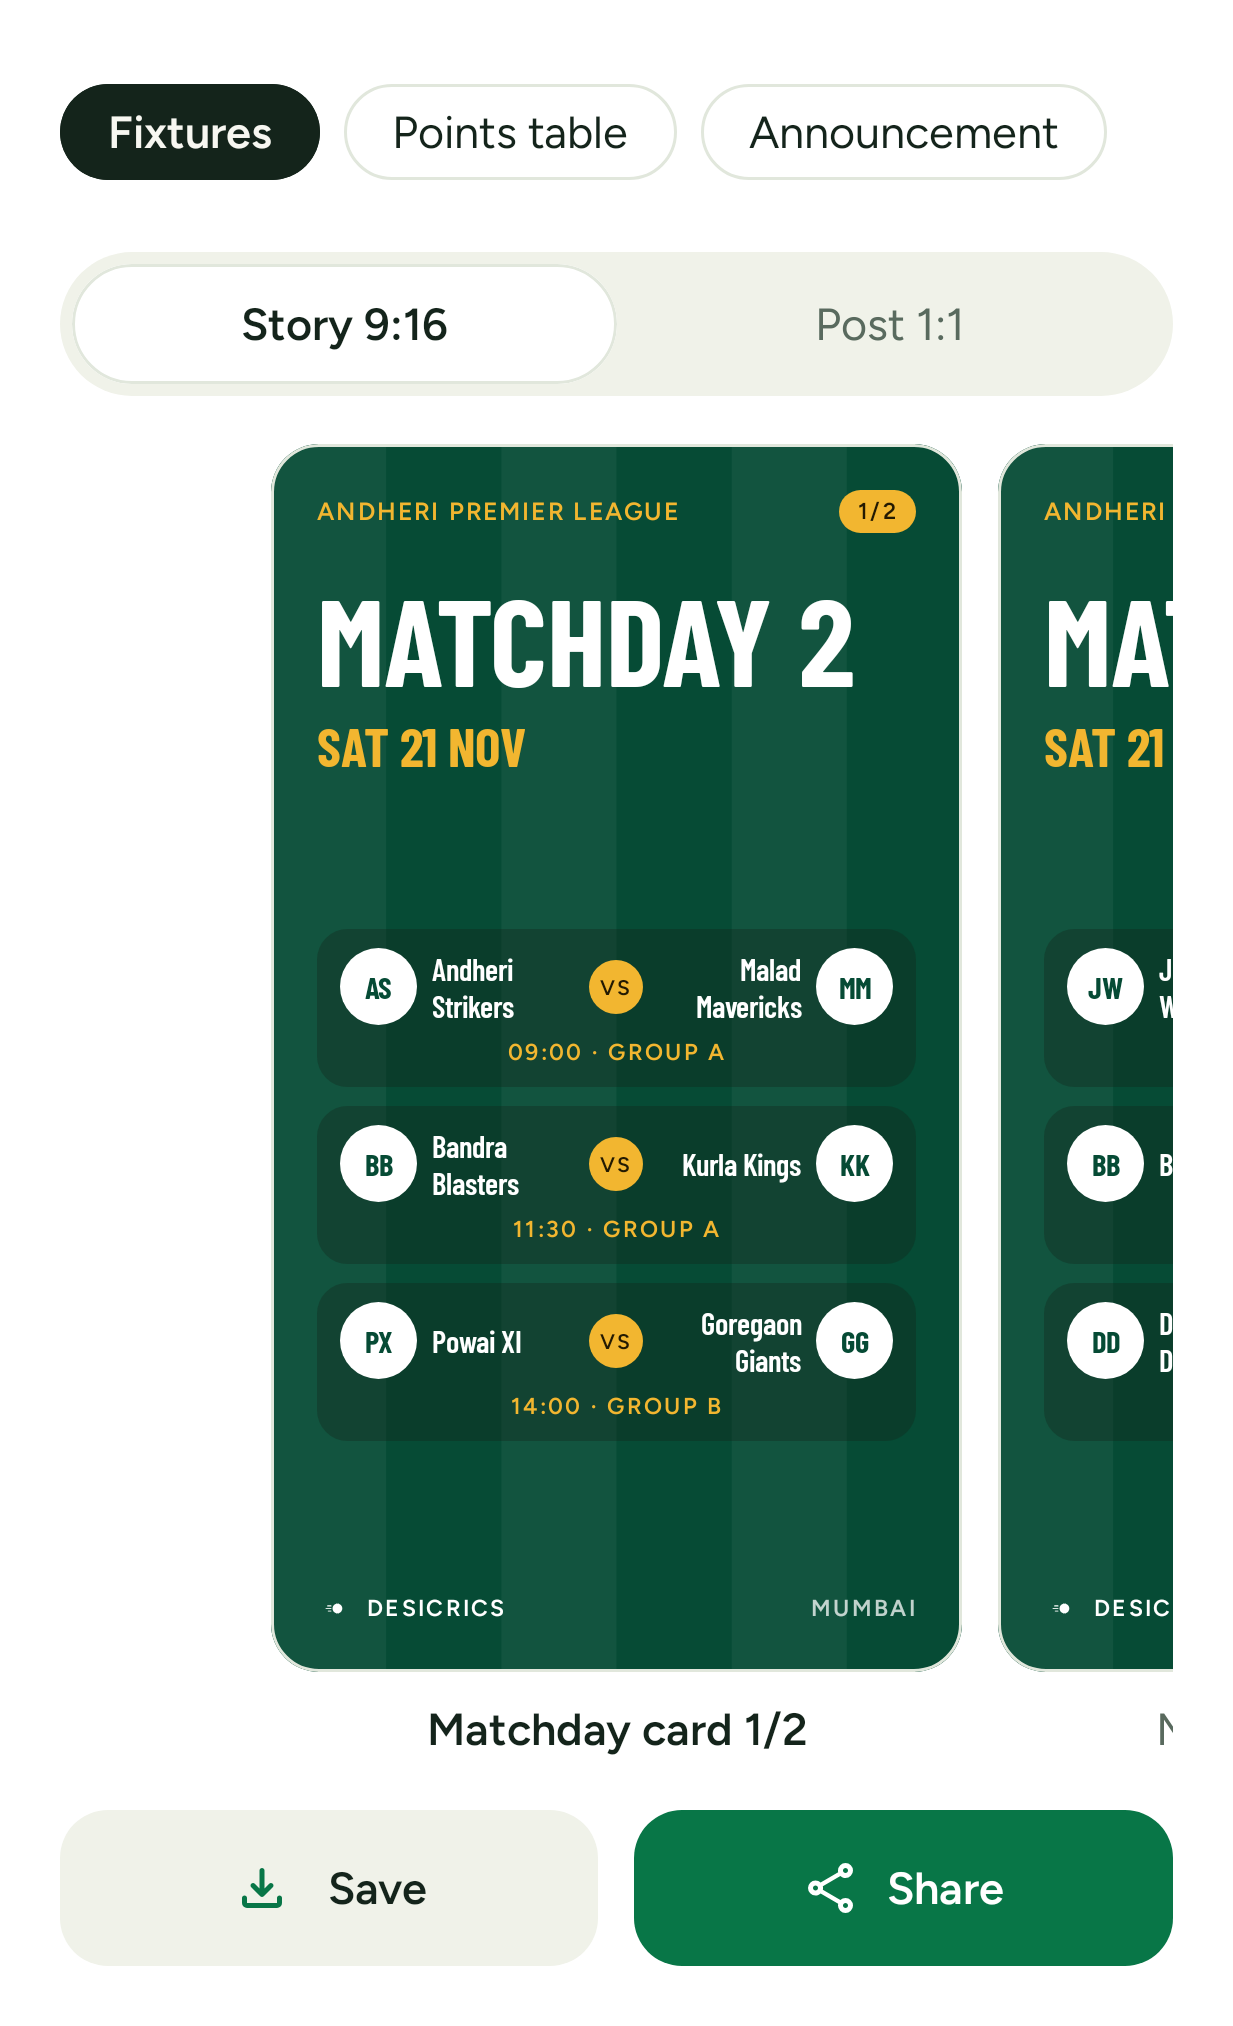 Fixtures
Points table
Announcement
Story 9:16
Post 1:1
ANDHERI PREMIER LEAGUE
1/2
MATCHDAY 2
SAT 21 NOV
AS
Andheri
Strikers
VS
Malad
Mavericks
MM
09:00 · GROUP A
BB
Bandra
Blasters
VS
Kurla Kings
KK
11:30 · GROUP A
PX
Powai XI
VS
Goregaon
Giants
GG
14:00 · GROUP B
DESICRICS
MUMBAI
Matchday card 1/2
ANDHERI
SAT 21
JW
BB
DD
Save
Share